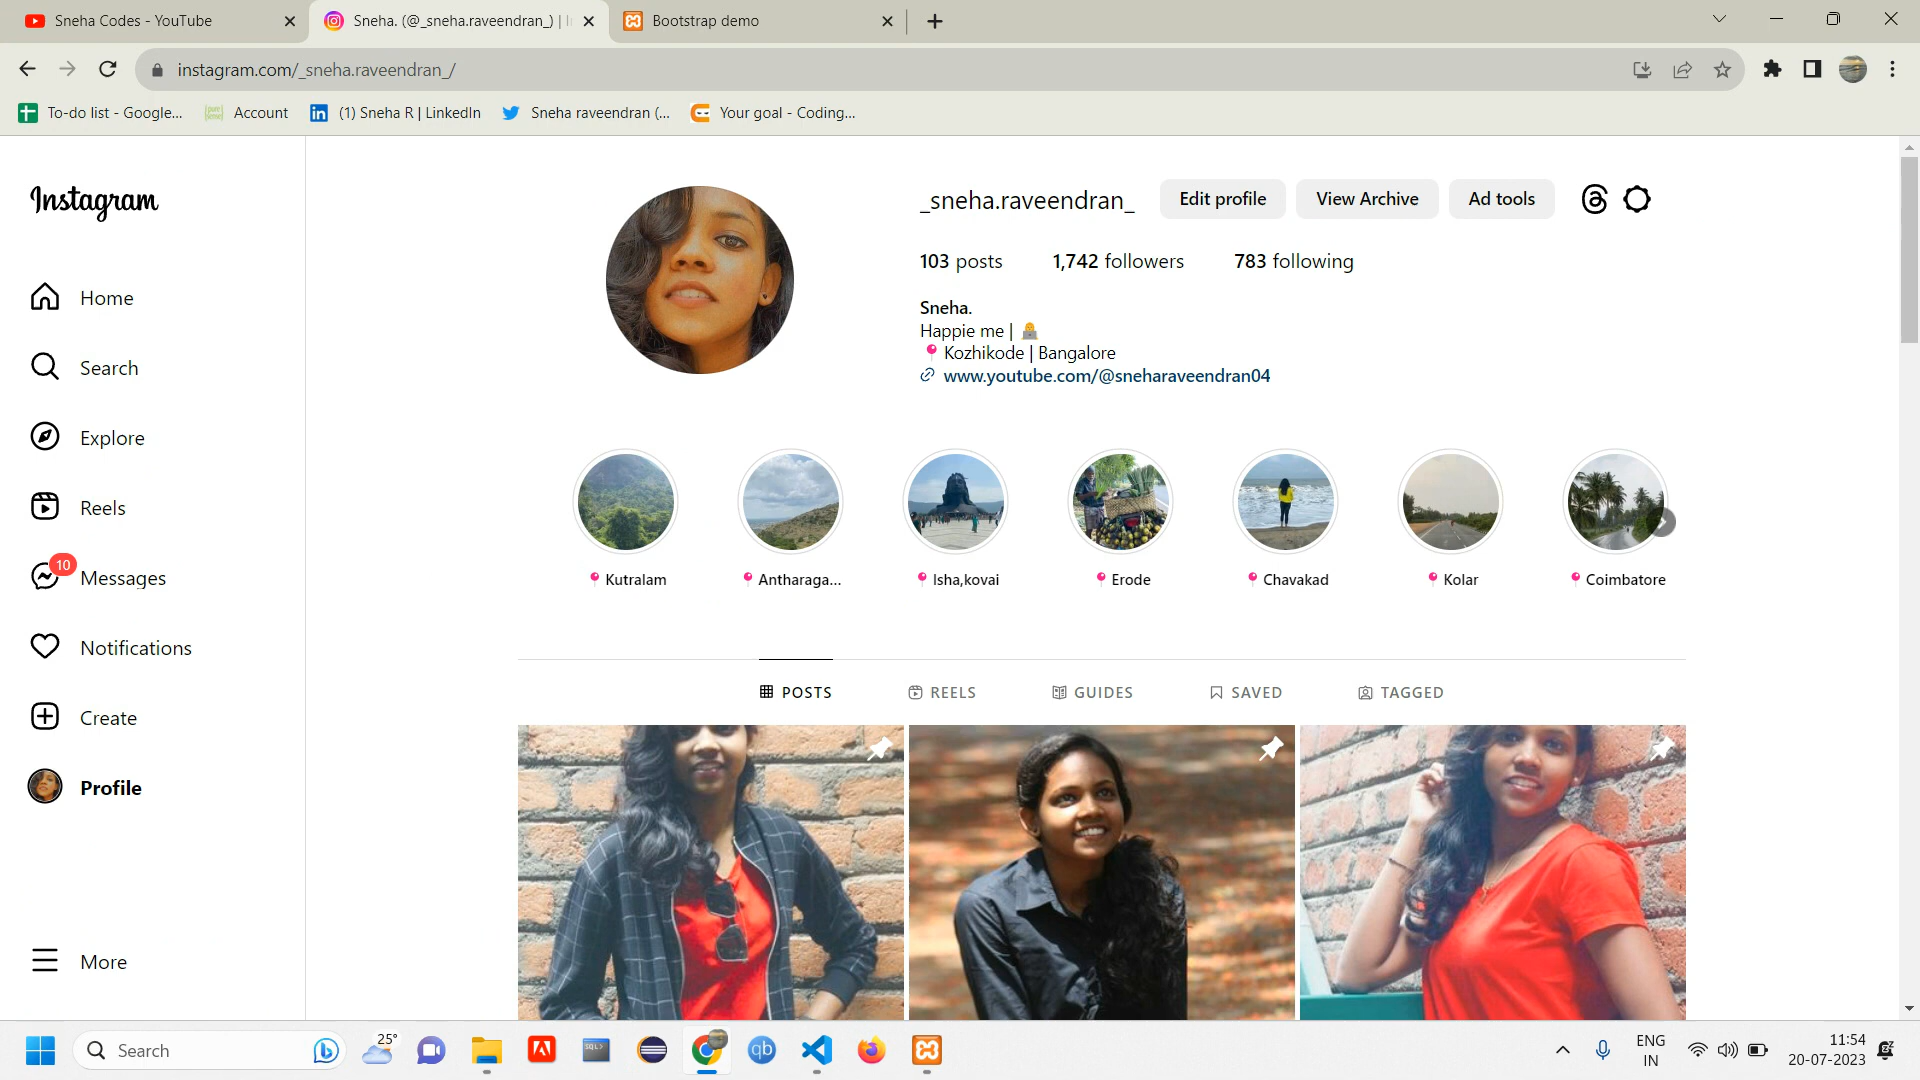 Sneha Codes - YouTube
Sneha. (@_sneha.raveendran_) |
Bootstrap demo
instagram.com/_sneha.raveendran_/
To-do list - Google...
Account
(1) Sneha R | LinkedIn
Sneha raveendran (...
Your goal - Coding...
Instagram
Home
Search
Explore
Reels
10
Messages
Notifications
Create
Profile
More
_sneha.raveendran_
Edit profile
View Archive
Ad tools
103 posts
1,742 followers
783 following
Sneha.
Happie me | 👩‍💻
📍 Kozhikode | Bangalore
www.youtube.com/@sneharaveendran04
📍 Kutralam
📍 Antharaga...
📍 Isha,kovai
📍 Erode
📍 Chavakad
📍 Kolar
📍 Coimbatore
POSTS
REELS
GUIDES
SAVED
TAGGED
Search
25°
SQL>
qb
ENG
IN
11:54
20-07-2023